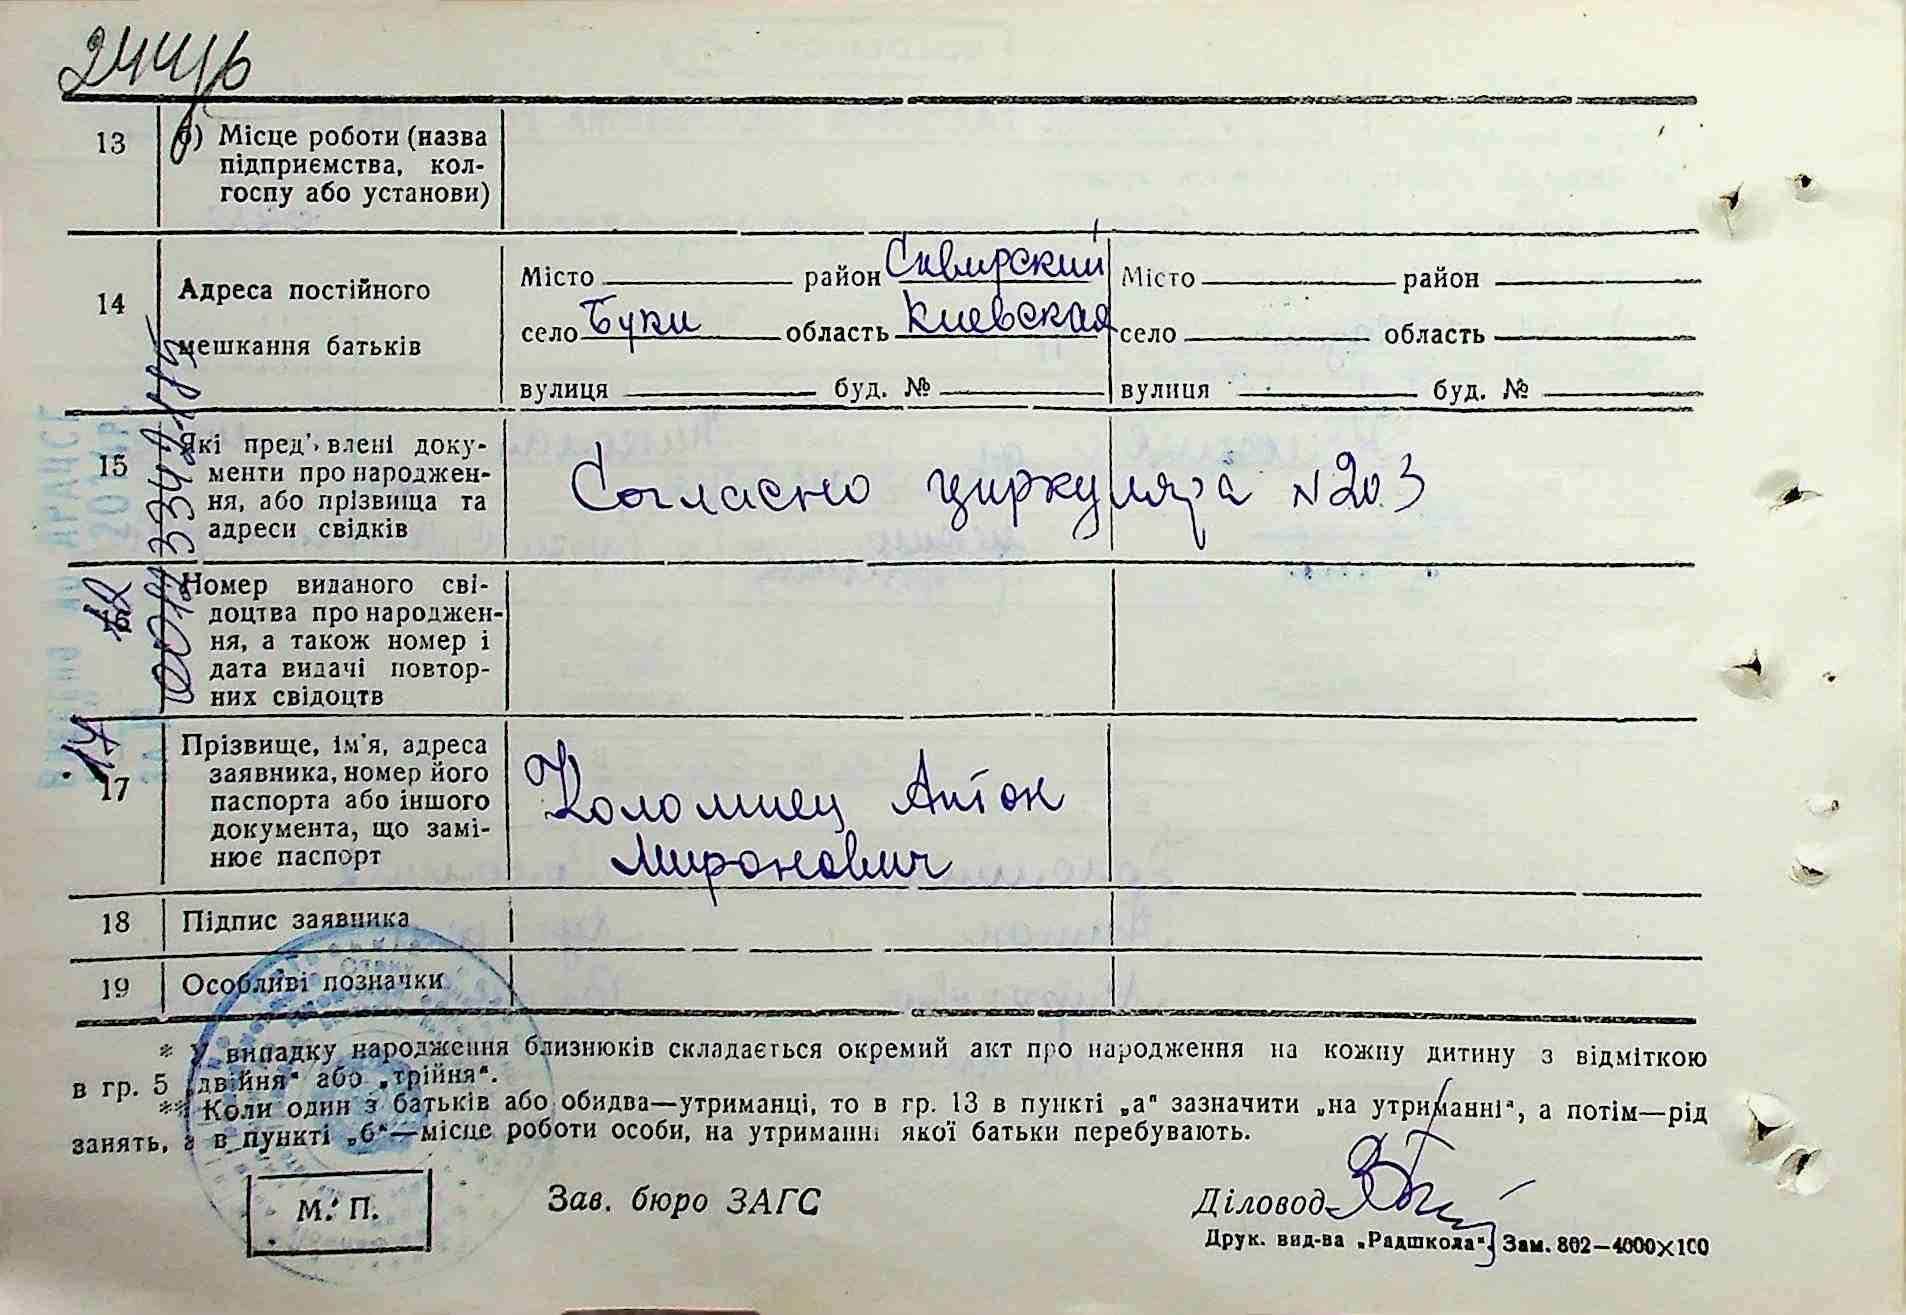 13
б) Місце роботи (назва
підприємства, кол-
госпу або установи)
14
Адреса постійного
мешкання батьків
Місто район Сквирский
село Буки область Киевская
вулиця буд. №
Місто район
село область
вулиця буд. №
15
Які пред'влені доку-
менти про народжен-
ня, або прізвища та
адреси свідків
Согласно циркуляра N 203
Номер виданого сві-
доцтва про народжен-
ня, а також номер і
дата видачі повтор-
них свідоцтв
17
17
Прізвище, ім'я, адреса
заявника, номер його
паспорта або іншого
документа, що замі-
нює паспорт
Коломиец Антон
Миронович
18
Підпис заявника
19
Особливі позначки
* У випадку народження близнюків складається окремий акт про народження на кожну дитину з відміткою
в гр. 5 „двійня“ або „трійня“.
** Коли один з батьків або обидва—утриманці, то в гр. 13 в пункті „а“ зазначити „на утриманні“, а потім—рід
занять, а в пункті „б“—місце роботи особи, на утриманні якої батьки перебувають.
М. П.
Зав. бюро ЗАГС
Діловод
Друк. вид-ва „Радшкола“. Зам. 802—4000×100